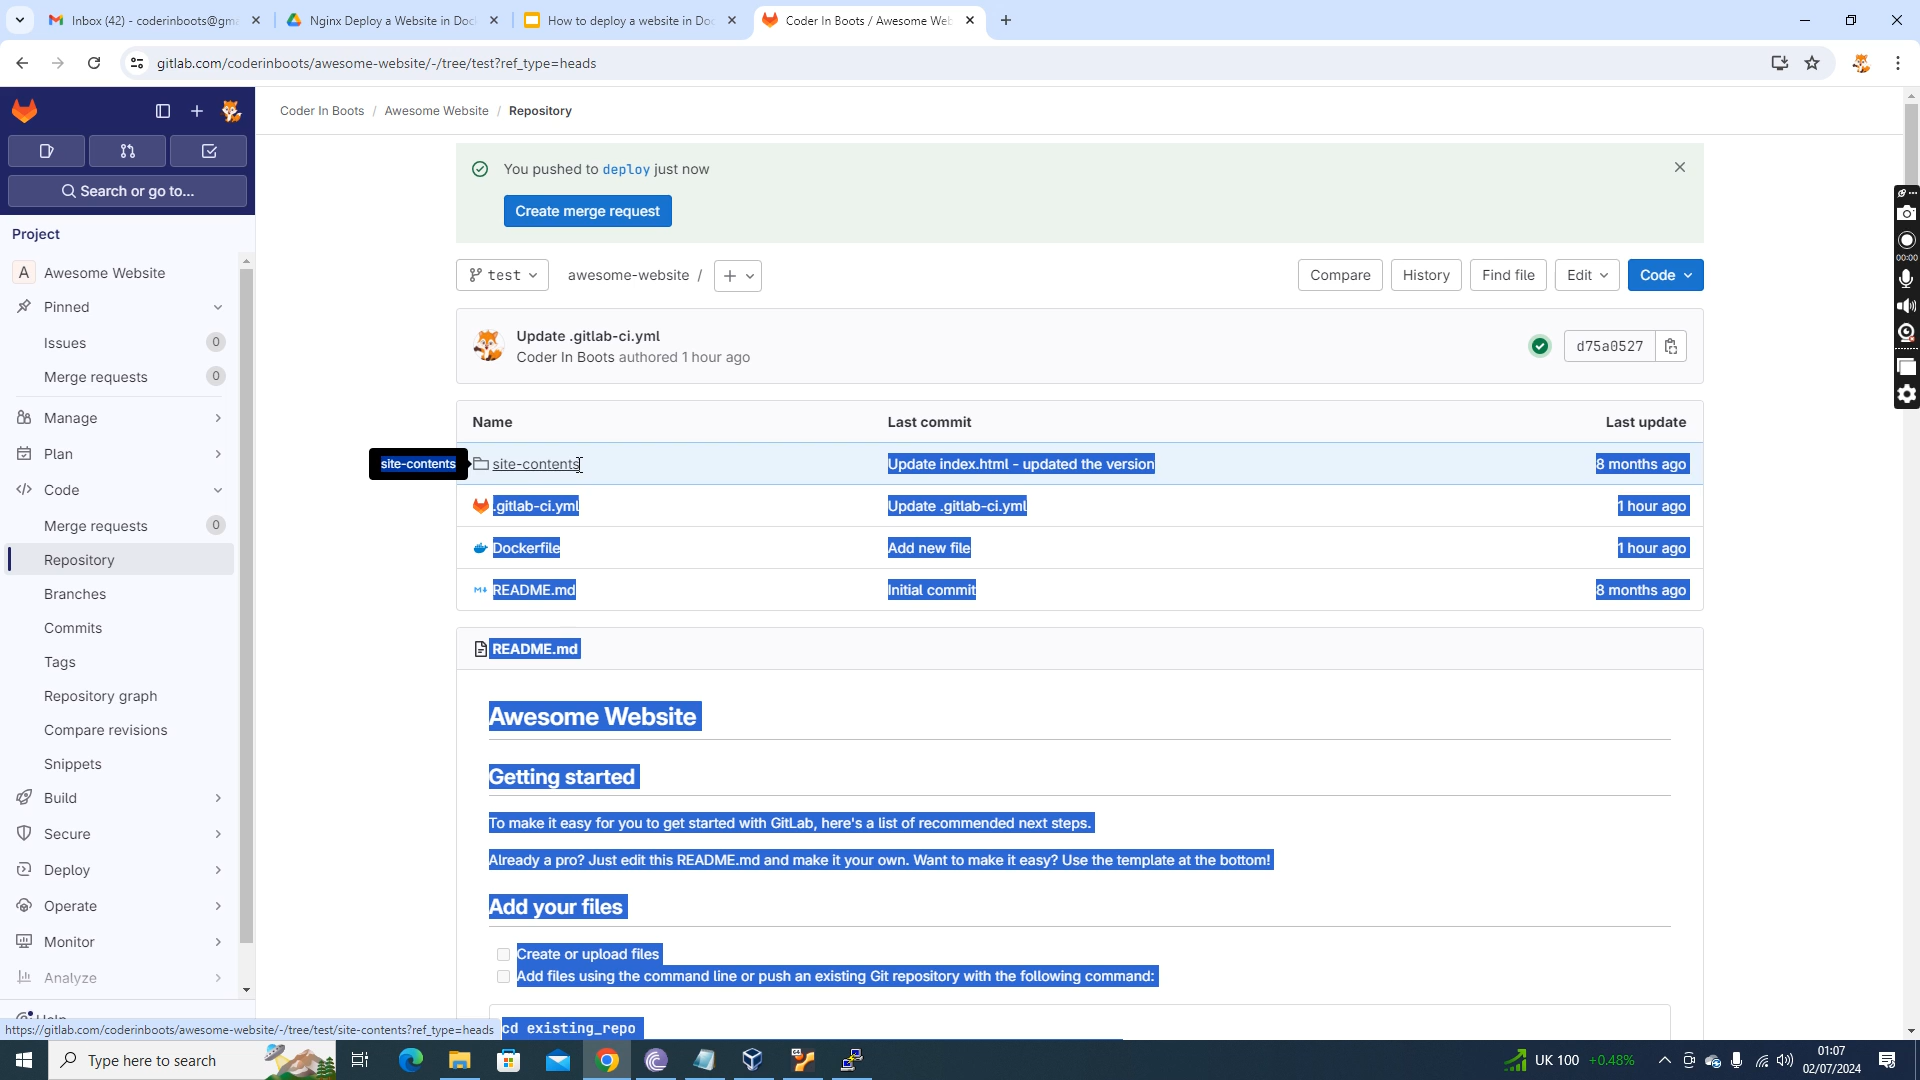 Inbox (42) - coderinboots@gm
Nginx Deploy a Website in Doc
How to deploy a website in Do
Coder In Boots / Awesome Web
gitlab.com/coderinboots/awesome-website/-/tree/test?ref_type=heads
Coder In Boots / Awesome Website / Repository
Search or go to...
Project
A Awesome Website
Pinned
Issues 0
Merge requests 0
Manage
Plan
Code
Merge requests 0
Repository
Branches
Commits
Tags
Repository graph
Compare revisions
Snippets
Build
Secure
Deploy
Operate
Monitor
Analyze
Help
You pushed to deploy just now
Create merge request
test
awesome-website /
Compare
History
Find file
Edit
Code
Update .gitlab-ci.yml
Coder In Boots authored 1 hour ago
d75a0527
Name Last commit Last update
site-contents
site-contents Update index.html - updated the version 8 months ago
.gitlab-ci.yml Update .gitlab-ci.yml 1 hour ago
Dockerfile Add new file 1 hour ago
README.md Initial commit 8 months ago
README.md
Awesome Website
Getting started
To make it easy for you to get started with GitLab, here's a list of recommended next steps.
Already a pro? Just edit this README.md and make it your own. Want to make it easy? Use the template at the bottom!
Add your files
Create or upload files
Add files using the command line or push an existing Git repository with the following command:
cd existing_repo
00:00
https://gitlab.com/coderinboots/awesome-website/-/tree/test/site-contents?ref_type=heads
Type here to search
UK 100 +0.48%
01:07
02/07/2024